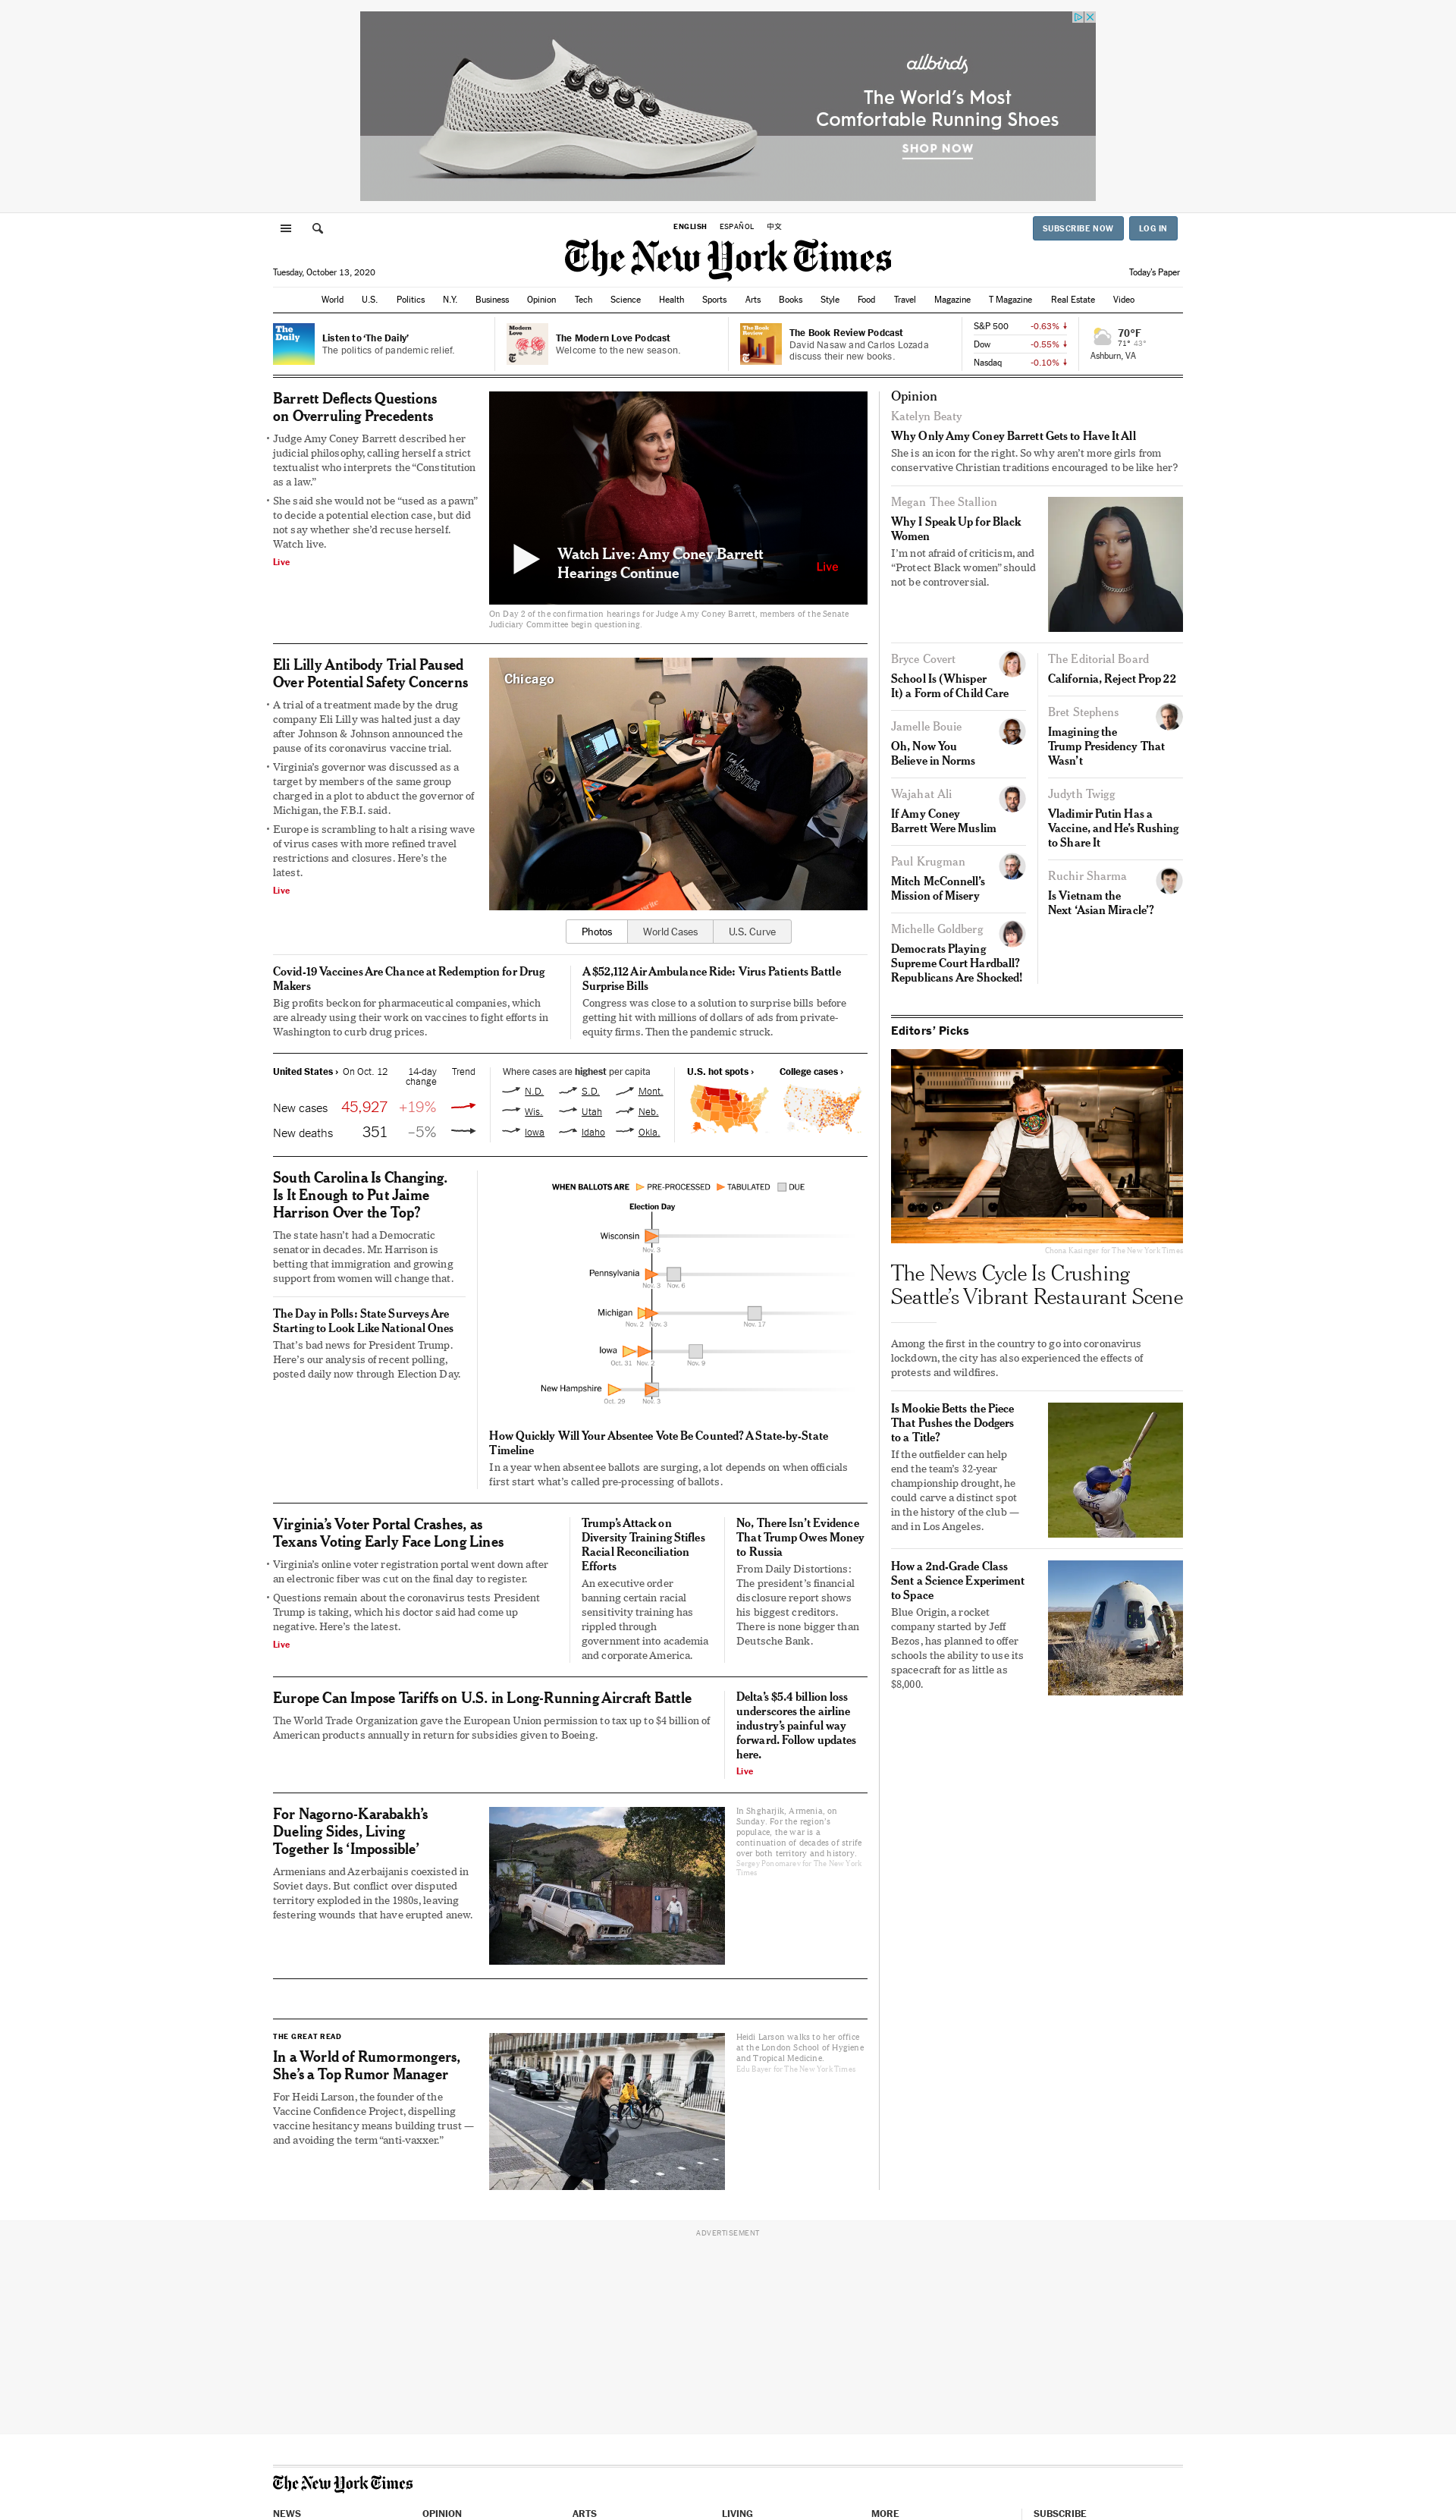 allbirds
The World's Most
Comfortable Running Shoes
SHOP NOW
ENGLISH ESPAÑOL 中文
SUBSCRIBE NOW LOG IN
The New York Times
Tuesday, October 13, 2020
Today's Paper
World U.S. Politics N.Y. Business Opinion Tech Science Health Sports Arts Books Style Food Travel Magazine T Magazine Real Estate Video
The Daily
Listen to ‘The Daily’
The politics of pandemic relief.
Modern Love
The Modern Love Podcast
Welcome to the new season.
The Book Review
The Book Review Podcast
David Nasaw and Carlos Lozada
discuss their new books.
S&P 500 -0.63%
Dow -0.55%
Nasdaq -0.10%
70°F
71° 43°
Ashburn, VA
Barrett Deflects Questions
on Overruling Precedents
Judge Amy Coney Barrett described her
judicial philosophy, calling herself a strict
textualist who interprets the “Constitution
as a law.”
She said she would not be “used as a pawn”
to decide a potential election case, but did
not say whether she'd recuse herself.
Watch live.
Live
Watch Live: Amy Coney Barrett
Hearings Continue
Live
On Day 2 of the confirmation hearings for Judge Amy Coney Barrett, members of the Senate
Judiciary Committee begin questioning.
Eli Lilly Antibody Trial Paused
Over Potential Safety Concerns
A trial of a treatment made by the drug
company Eli Lilly was halted just a day
after Johnson & Johnson announced the
pause of its coronavirus vaccine trial.
Virginia's governor was discussed as a
target by members of the same group
charged in a plot to abduct the governor of
Michigan, the F.B.I. said.
Europe is scrambling to halt a rising wave
of virus cases with more refined travel
restrictions and closures. Here's the
latest.
Live
Chicago
Photos World Cases U.S. Curve
Covid-19 Vaccines Are Chance at Redemption for Drug
Makers
Big profits beckon for pharmaceutical companies, which
are already using their work on vaccines to fight efforts in
Washington to curb drug prices.
A $52,112 Air Ambulance Ride: Virus Patients Battle
Surprise Bills
Congress was close to a solution to surprise bills before
getting hit with millions of dollars of ads from private-
equity firms. Then the pandemic struck.
United States › On Oct. 12 14-day
change Trend
New cases 45,927 +19%
New deaths 351 –5%
Where cases are highest per capita
N.D. S.D. Mont.
Wis. Utah Neb.
Iowa Idaho Okla.
U.S. hot spots ›
College cases ›
South Carolina Is Changing.
Is It Enough to Put Jaime
Harrison Over the Top?
The state hasn't had a Democratic
senator in decades. Mr. Harrison is
betting that immigration and growing
support from women will change that.
The Day in Polls: State Surveys Are
Starting to Look Like National Ones
That's bad news for President Trump.
Here's our analysis of recent polling,
posted daily now through Election Day.
WHEN BALLOTS ARE PRE-PROCESSED TABULATED DUE
Election Day
Wisconsin
Nov. 3
Pennsylvania
Nov. 3 Nov. 6
Michigan
Nov. 2 Nov. 3 Nov. 17
Iowa
Oct. 31 Nov. 2 Nov. 9
New Hampshire
Oct. 29 Nov. 3
How Quickly Will Your Absentee Vote Be Counted? A State-by-State
Timeline
In a year when absentee ballots are surging, a lot depends on when officials
first start what's called pre-processing of ballots.
Virginia's Voter Portal Crashes, as
Texans Voting Early Face Long Lines
Virginia's online voter registration portal went down after
an electronic fiber was cut on the final day to register.
Questions remain about the coronavirus tests President
Trump is taking, which his doctor said had come up
negative. Here's the latest.
Live
Trump's Attack on
Diversity Training Stifles
Racial Reconciliation
Efforts
An executive order
banning certain racial
sensitivity training has
rippled through
government into academia
and corporate America.
No, There Isn't Evidence
That Trump Owes Money
to Russia
From Daily Distortions:
The president's financial
disclosure report shows
his biggest creditors.
There is none bigger than
Deutsche Bank.
Europe Can Impose Tariffs on U.S. in Long-Running Aircraft Battle
The World Trade Organization gave the European Union permission to tax up to $4 billion of
American products annually in return for subsidies given to Boeing.
Delta's $5.4 billion loss
underscores the airline
industry's painful way
forward. Follow updates
here.
Live
For Nagorno-Karabakh's
Dueling Sides, Living
Together Is ‘Impossible’
Armenians and Azerbaijanis coexisted in
Soviet days. But conflict over disputed
territory exploded in the 1980s, leaving
festering wounds that have erupted anew.
In Shgharjik, Armenia, on
Sunday. For the region's
populace, the war is a
continuation of decades of strife
over both territory and history.
Sergey Ponomarev for The New York
Times
THE GREAT READ
In a World of Rumormongers,
She's a Top Rumor Manager
For Heidi Larson, the founder of the
Vaccine Confidence Project, dispelling
vaccine hesitancy means building trust —
and avoiding the term “anti-vaxxer.”
Heidi Larson walks to her office
at the London School of Hygiene
and Tropical Medicine.
Edu Bayer for The New York Times
Opinion
Katelyn Beaty
Why Only Amy Coney Barrett Gets to Have It All
She is an icon for the right. So why aren't more girls from
conservative Christian traditions encouraged to be like her?
Megan Thee Stallion
Why I Speak Up for Black
Women
I'm not afraid of criticism, and
“Protect Black women” should
not be controversial.
Bryce Covert
School Is (Whisper
It) a Form of Child Care
Jamelle Bouie
Oh, Now You
Believe in Norms
Wajahat Ali
If Amy Coney
Barrett Were Muslim
Paul Krugman
Mitch McConnell's
Mission of Misery
Michelle Goldberg
Democrats Playing
Supreme Court Hardball?
Republicans Are Shocked!
The Editorial Board
California, Reject Prop 22
Bret Stephens
Imagining the
Trump Presidency That
Wasn't
Judyth Twigg
Vladimir Putin Has a
Vaccine, and He's Rushing
to Share It
Ruchir Sharma
Is Vietnam the
Next ‘Asian Miracle’?
Editors' Picks
Chona Kasinger for The New York Times
The News Cycle Is Crushing
Seattle's Vibrant Restaurant Scene
Among the first in the country to go into coronavirus
lockdown, the city has also experienced the effects of
protests and wildfires.
Is Mookie Betts the Piece
That Pushes the Dodgers
to a Title?
If the outfielder can help
end the team's 32-year
championship drought, he
could carve a distinct spot
in the history of the club —
and in Los Angeles.
How a 2nd-Grade Class
Sent a Science Experiment
to Space
Blue Origin, a rocket
company started by Jeff
Bezos, has planned to offer
schools the ability to use its
spacecraft for as little as
$8,000.
ADVERTISEMENT
The New York Times
NEWS OPINION ARTS LIVING MORE SUBSCRIBE